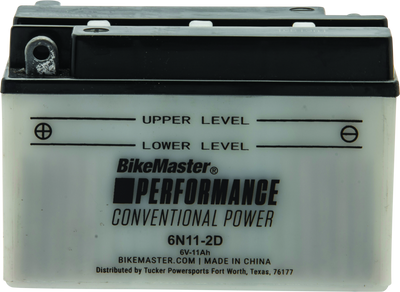 UPPER LEVEL
LOWER LEVEL
BikeMaster®
PERFORMANCE
CONVENTIONAL POWER
6N11-2D
6V-11Ah
BIKEMASTER.COM | MADE IN CHINA
Distributed by Tucker Powersports Fort Worth, Texas, 76177